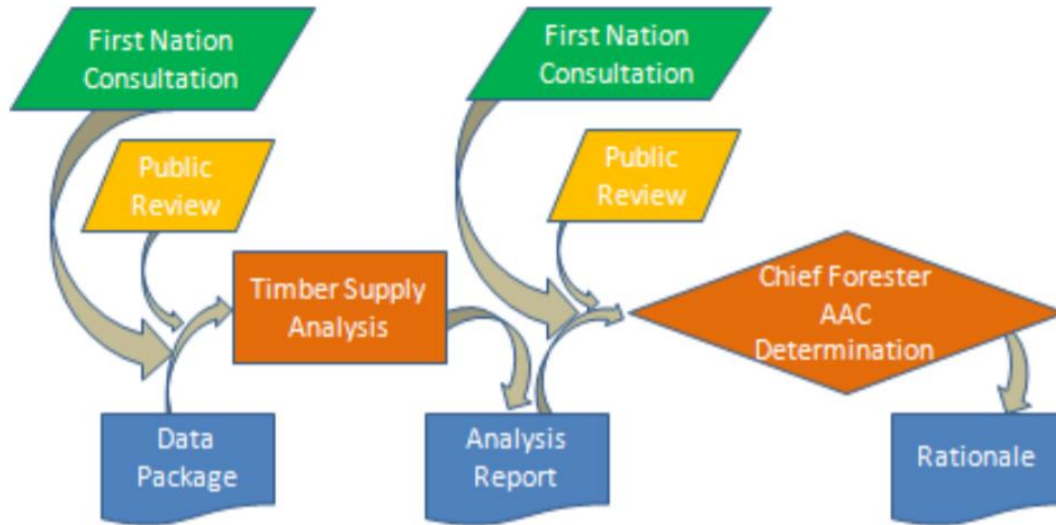 First Nation
Consultation
First Nation
Consultation
Public
Review
Public
Review
Timber Supply
Analysis
Chief Forester
AAC
Determination
Data
Package
Analysis
Report
Rationale